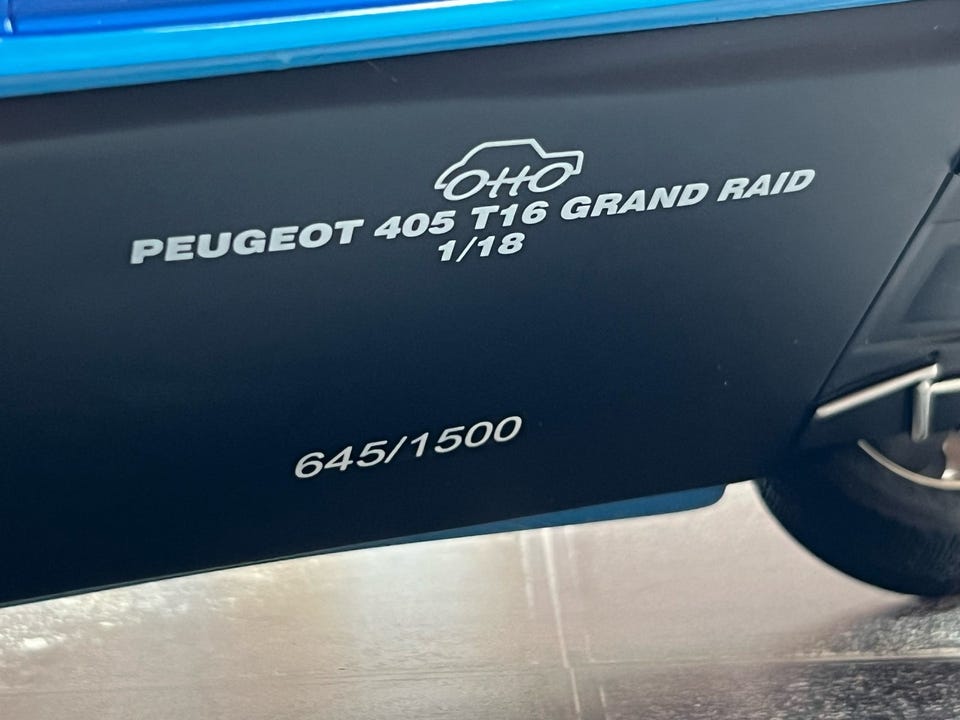 OttO
PEUGEOT 405 T16 GRAND RAID
1/18
645/1500